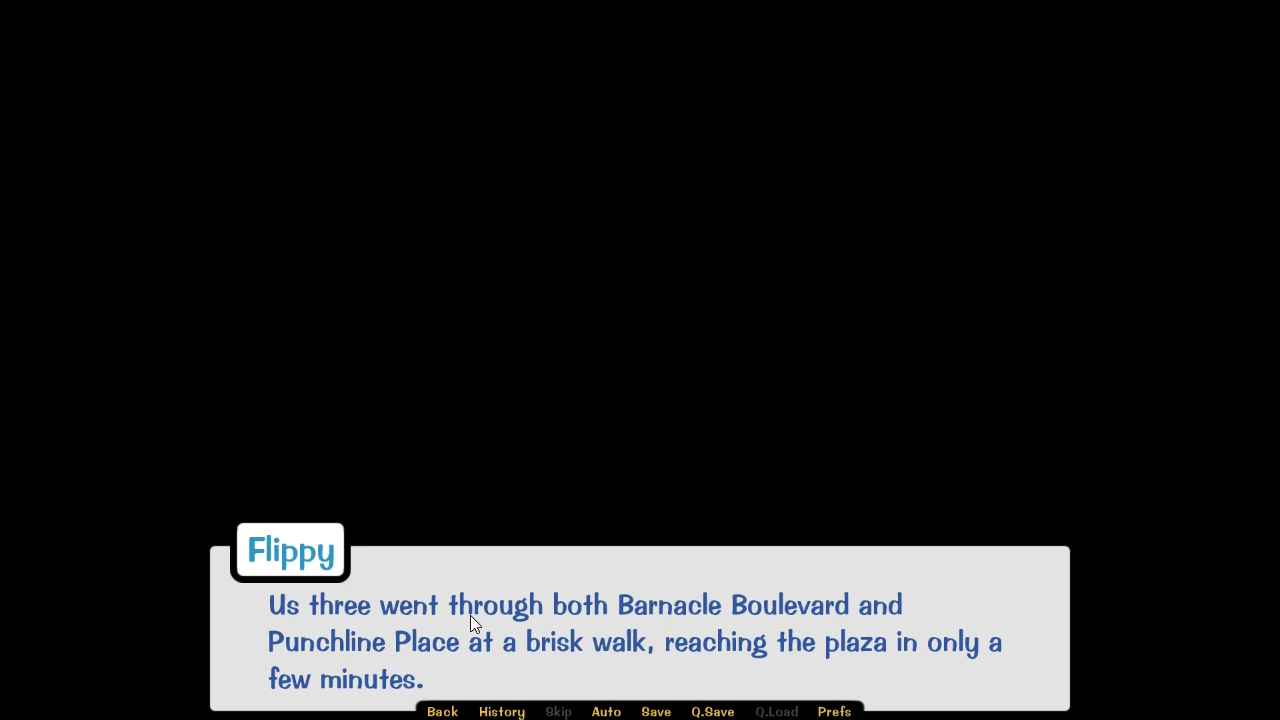 Flippy
Us three went through both Barnacle Boulevard and
Punchline Place at a brisk walk, reaching the plaza in only a
few minutes.
Back History Skip Auto Save Q.Save Q.Load Prefs